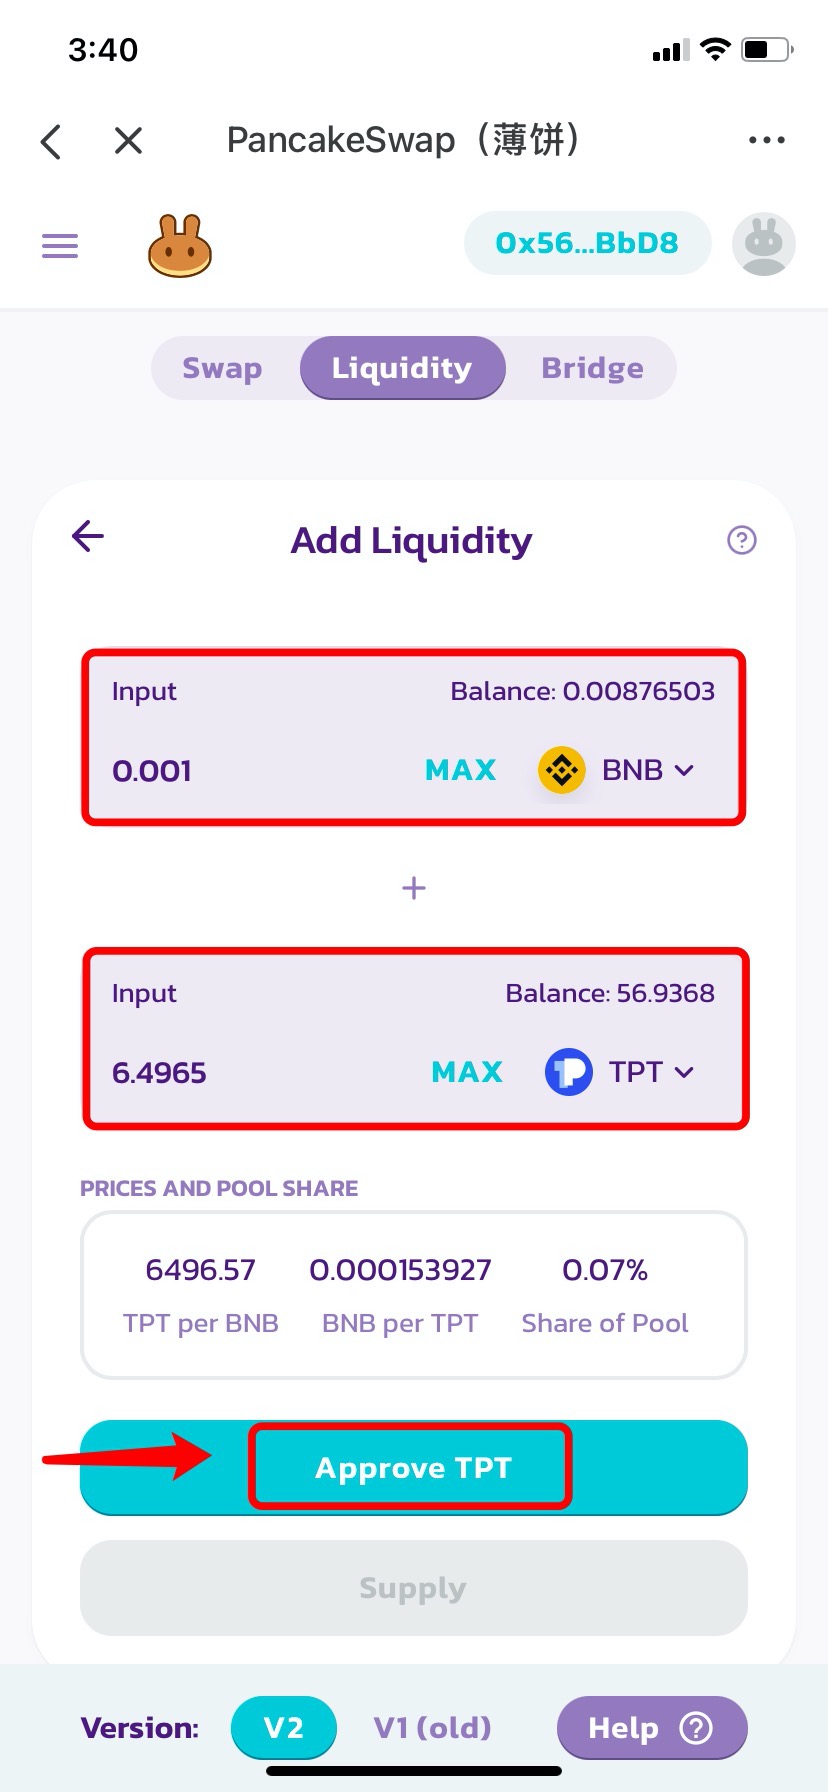 3:40
PancakeSwap（薄饼）
0x56...BbD8
Swap Liquidity Bridge
Add Liquidity
Input Balance: 0.00876503
0.001 MAX BNB
+
Input Balance: 56.9368
6.4965 MAX TPT
PRICES AND POOL SHARE
6496.57 0.000153927 0.07%
TPT per BNB BNB per TPT Share of Pool
Approve TPT
Supply
Version: V2 V1 (old) Help ?